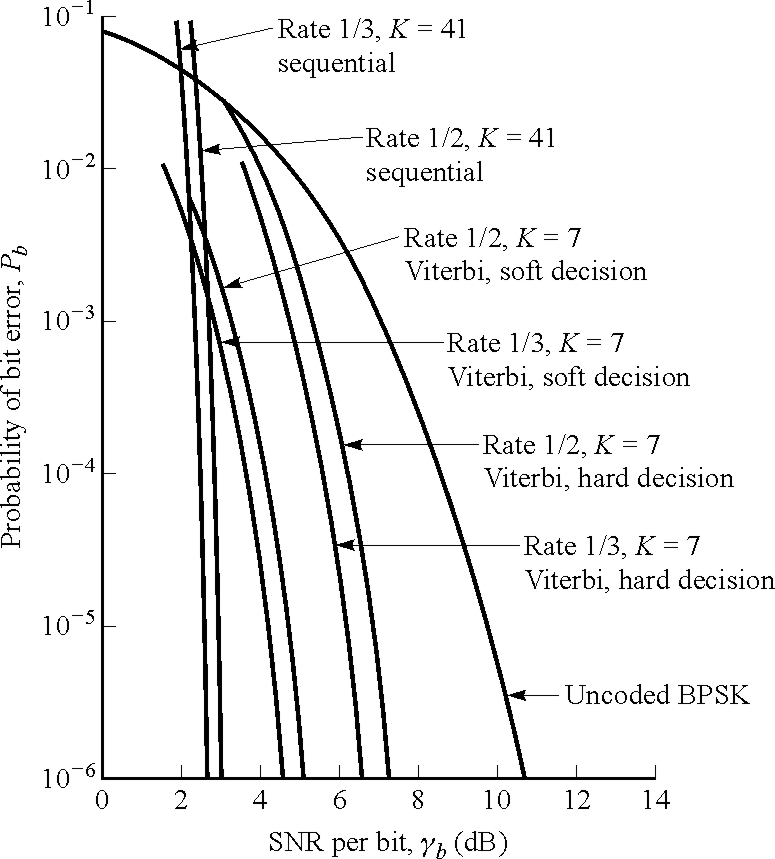 10⁻¹
10⁻²
10⁻³
10⁻⁴
10⁻⁵
10⁻⁶
Probability of bit error, P_b
Rate 1/3, K = 41
sequential
Rate 1/2, K = 41
sequential
Rate 1/2, K = 7
Viterbi, soft decision
Rate 1/3, K = 7
Viterbi, soft decision
Rate 1/2, K = 7
Viterbi, hard decision
Rate 1/3, K = 7
Viterbi, hard decision
Uncoded BPSK
0 2 4 6 8 10 12 14
SNR per bit, γ_b (dB)